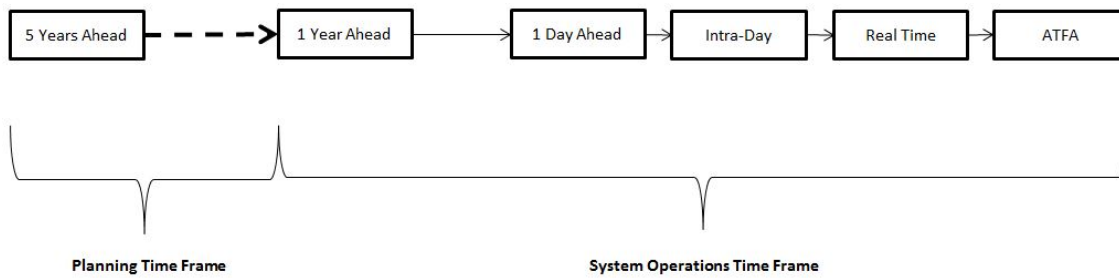 5 Years Ahead
1 Year Ahead
1 Day Ahead
Intra-Day
Real Time
ATFA
Planning Time Frame
System Operations Time Frame